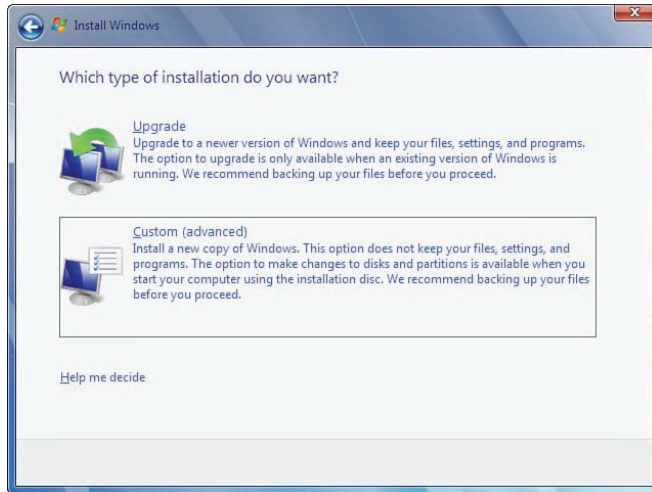 Install Windows
Which type of installation do you want?
Upgrade
Upgrade to a newer version of Windows and keep your files, settings, and programs.
The option to upgrade is only available when an existing version of Windows is
running. We recommend backing up your files before you proceed.
Custom (advanced)
Install a new copy of Windows. This option does not keep your files, settings, and
programs. The option to make changes to disks and partitions is available when you
start your computer using the installation disc. We recommend backing up your files
before you proceed.
Help me decide